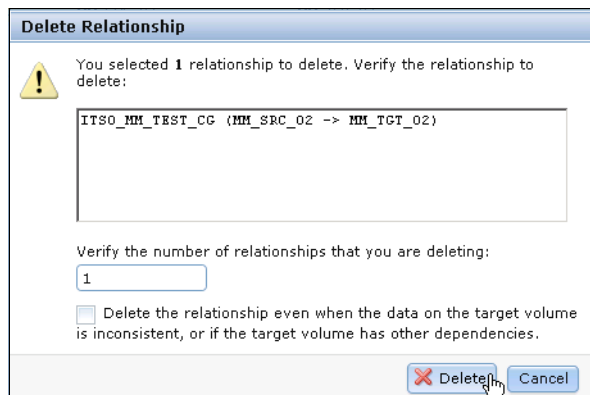 Delete Relationship
You selected 1 relationship to delete. Verify the relationship to
delete:
ITSO_MM_TEST_CG (MM_SRC_02 -> MM_TGT_02)
Verify the number of relationships that you are deleting:
1
Delete the relationship even when the data on the target volume
is inconsistent, or if the target volume has other dependencies.
Delete Cancel